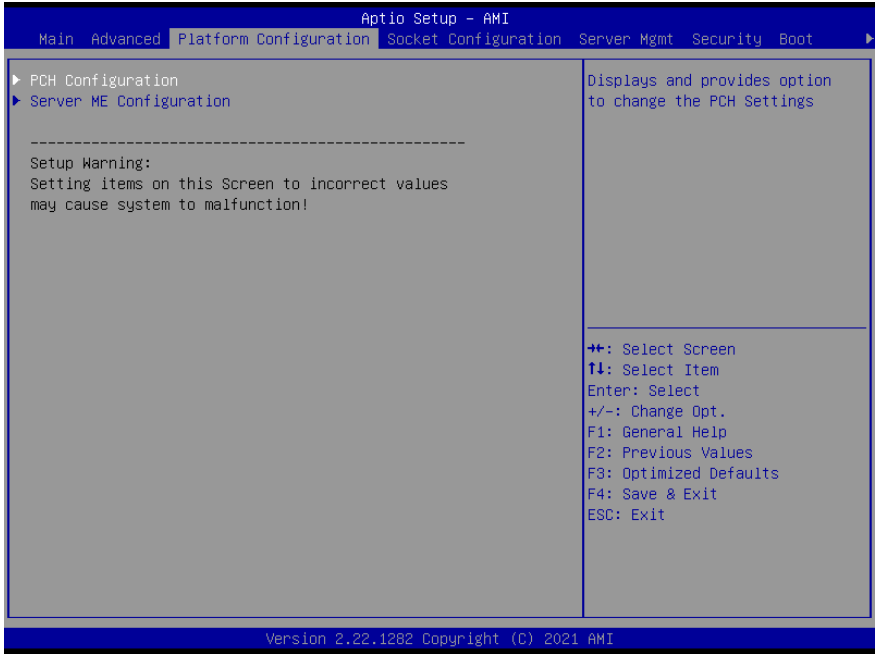 Aptio Setup - AMI
Main Advanced Platform Configuration Socket Configuration Server Mgmt Security Boot
PCH Configuration
Server ME Configuration
--------------------------------------------------
Setup Warning:
Setting items on this Screen to incorrect values
may cause system to malfunction!
Displays and provides option
to change the PCH Settings
→←: Select Screen
↑↓: Select Item
Enter: Select
+/-: Change Opt.
F1: General Help
F2: Previous Values
F3: Optimized Defaults
F4: Save & Exit
ESC: Exit
Version 2.22.1282 Copyright (C) 2021 AMI